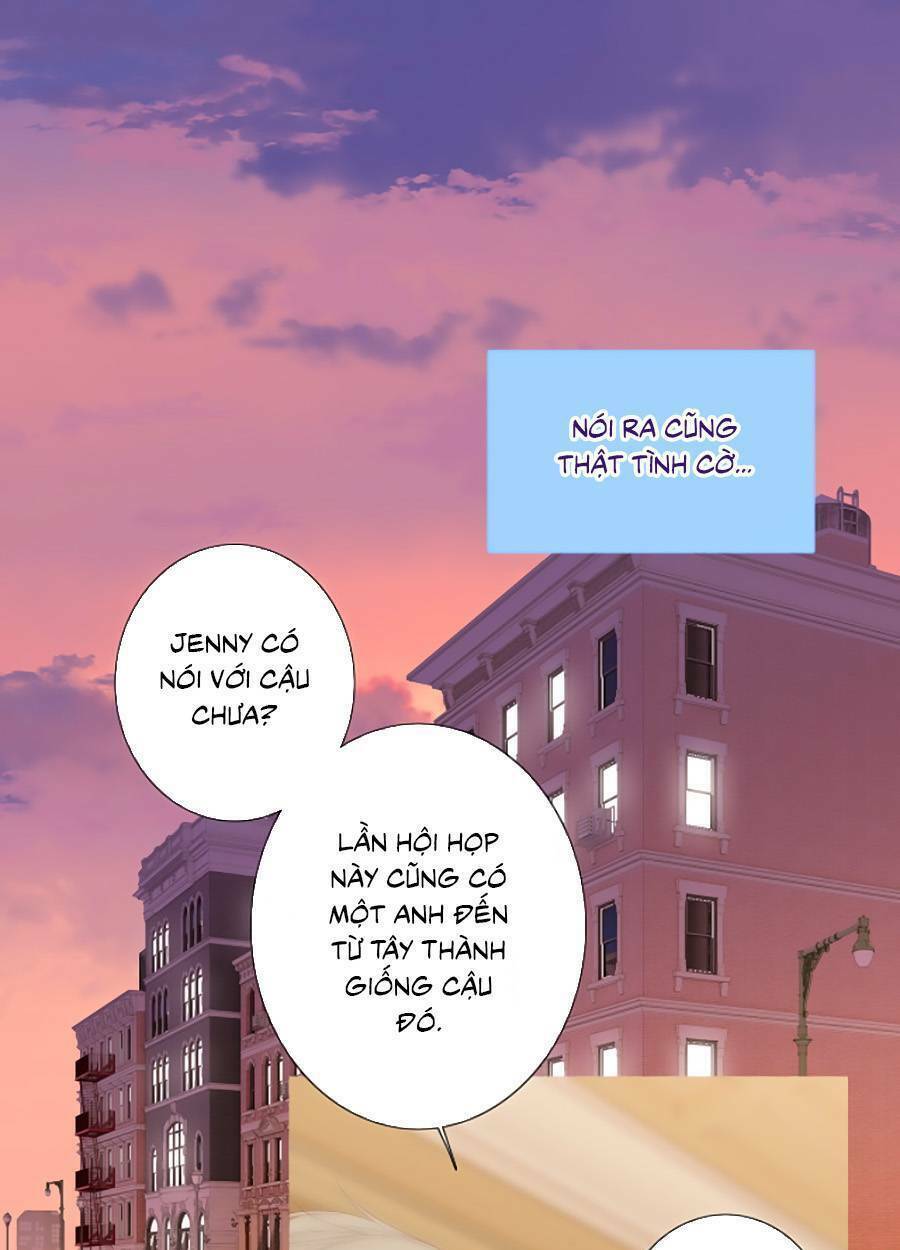 NÓI RA CŨNG
THẬT TÌNH CỜ...
JENNY CÓ
NÓI VỚI CẬU
CHƯA?
LẦN HỘI HỌP
NÀY CŨNG CÓ
MỘT ANH ĐẾN
TỪ TÂY THÀNH
GIỐNG CẬU
ĐÓ.